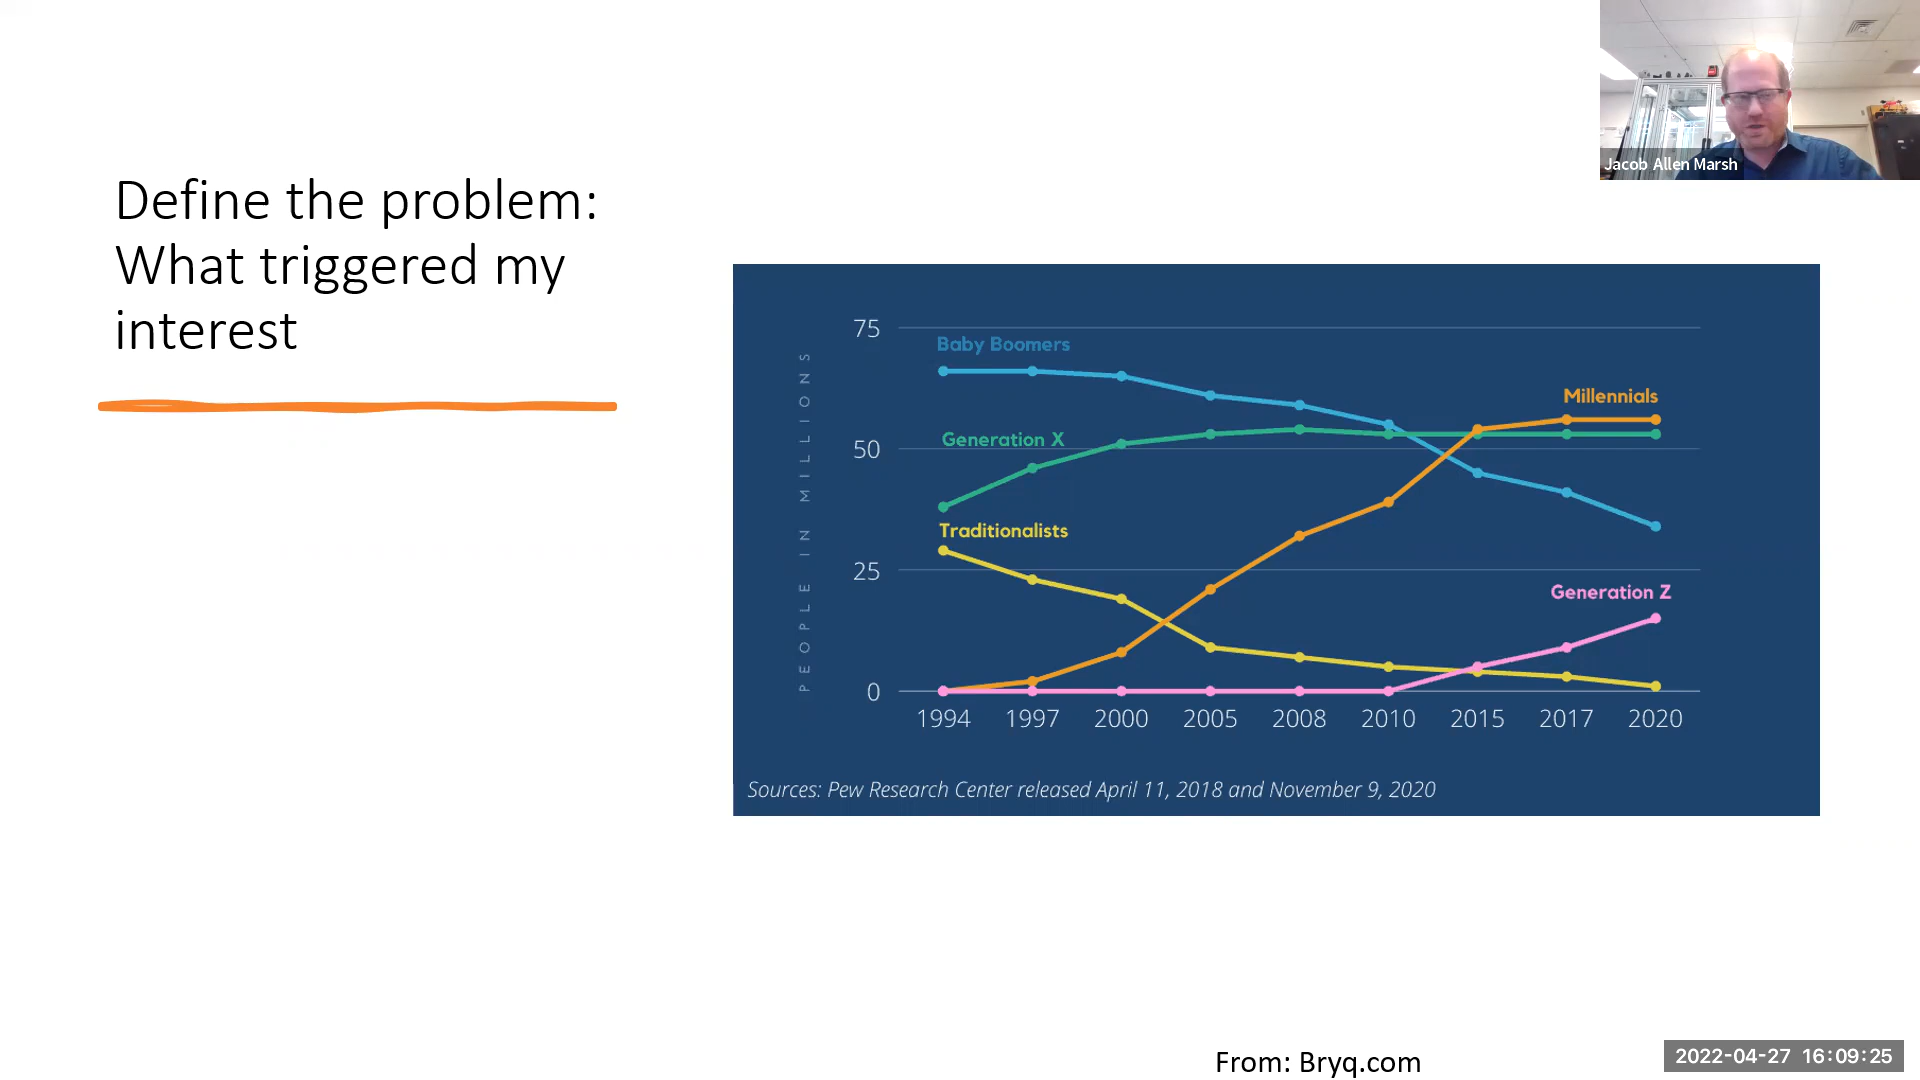 Define the problem:
What triggered my
interest
Jacob Allen Marsh
PEOPLE IN MILLIONS
75
50
25
0
Baby Boomers
Generation X
Traditionalists
Millennials
Generation Z
1994 1997 2000 2005 2008 2010 2015 2017 2020
Sources: Pew Research Center released April 11, 2018 and November 9, 2020
From: Bryq.com
2022-04-27 16:09:25